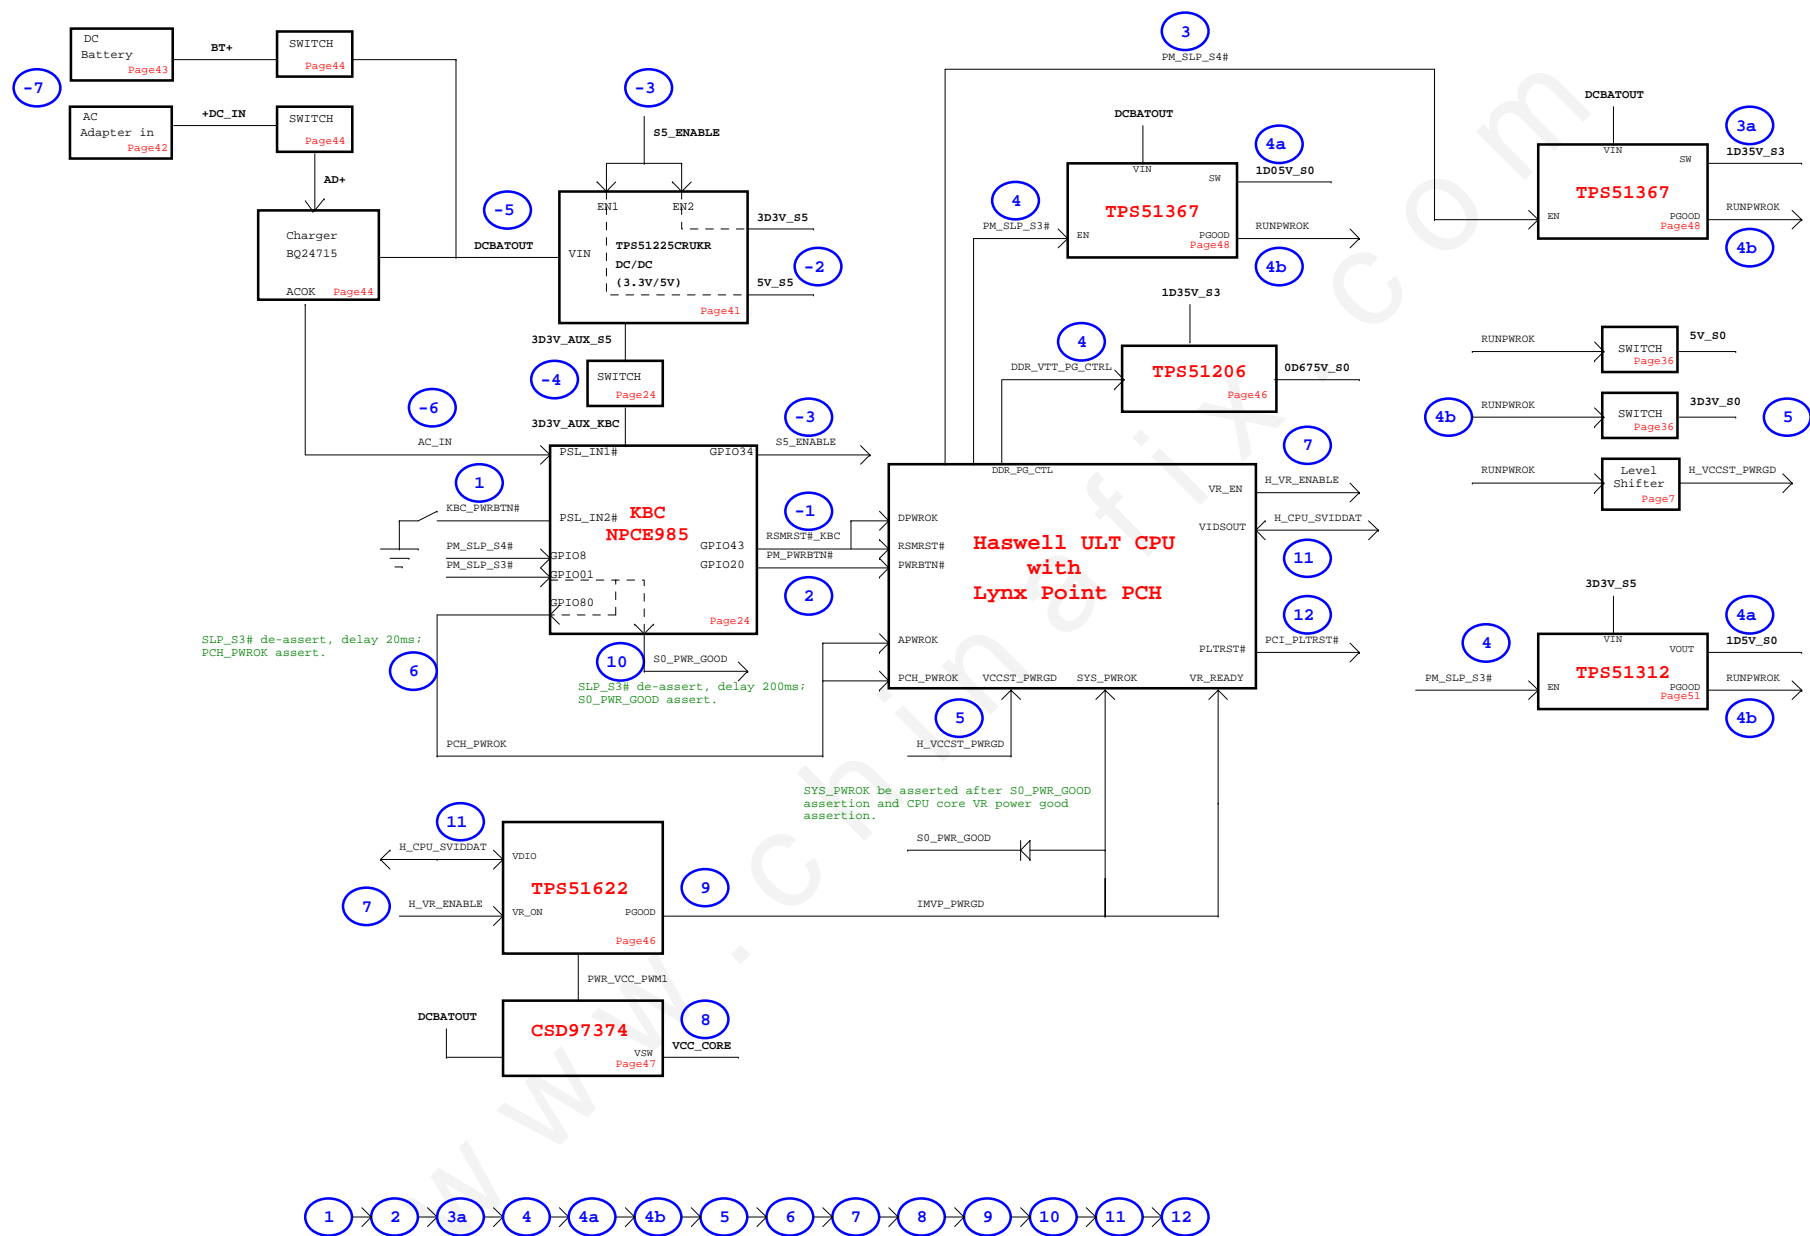 3
PM_SLP_S4#
DC
Battery
Page43
BT+
SWITCH
Page44
-7
AC
Adapter in
Page42
+DC_IN
SWITCH
Page44
AD+
Charger
BQ24715
ACOK
Page44
-3
S5_ENABLE
-5
DCBATOUT
EN1
EN2
VIN
TPS51225CRUKR
DC/DC
(3.3V/5V)
Page41
3D3V_S5
-2
5V_S5
3D3V_AUX_S5
-4
SWITCH
Page24
3D3V_AUX_KBC
-6
AC_IN
1
KBC_PWRBTN#
PM_SLP_S4#
PM_SLP_S3#
PSL_IN1#
GPIO34
PSL_IN2#
KBC
NPCE985
GPIO43
GPIO20
GPIO8
GPIO01
GPIO80
Page24
-3
S5_ENABLE
-1
RSMRST#_KBC
PM_PWRBTN#
2
SLP_S3# de-assert, delay 20ms;
PCH_PWROK assert.
6
10
S0_PWR_GOOD
SLP_S3# de-assert, delay 200ms;
S0_PWR_GOOD assert.
PCH_PWROK
DCBATOUT
VIN
4a
1D05V_S0
SW
TPS51367
4
PM_SLP_S3#
EN
PGOOD
Page48
RUNPWROK
4b
1D35V_S3
4
DDR_VTT_PG_CTRL
TPS51206
Page46
0D675V_S0
DCBATOUT
VIN
3a
1D35V_S3
SW
TPS51367
EN
PGOOD
Page48
RUNPWROK
4b
RUNPWROK
SWITCH
Page36
5V_S0
4b
RUNPWROK
SWITCH
Page36
3D3V_S0
5
RUNPWROK
Level
Shifter
Page7
H_VCCST_PWRGD
DDR_PG_CTL
VR_EN
7
H_VR_ENABLE
DPWROK
VIDSOUT
H_CPU_SVIDDAT
11
RSMRST#
PWRBTN#
Haswell ULT CPU
with
Lynx Point PCH
12
PCI_PLTRST#
APWROK
PLTRST#
PCH_PWROK
VCCST_PWRGD
SYS_PWROK
VR_READY
5
H_VCCST_PWRGD
3D3V_S5
VIN
4a
1D5V_S0
VOUT
4
PM_SLP_S3#
EN
TPS51312
PGOOD
Page51
RUNPWROK
4b
SYS_PWROK be asserted after S0_PWR_GOOD
assertion and CPU core VR power good
assertion.
S0_PWR_GOOD
11
H_CPU_SVIDDAT
VDIO
TPS51622
7
H_VR_ENABLE
VR_ON
PGOOD
Page46
9
IMVP_PWRGD
PWR_VCC_PWM1
DCBATOUT
CSD97374
VSW
Page47
8
VCC_CORE
1 2 3a 4 4a 4b 5 6 7 8 9 10 11 12
www.chinafix.com